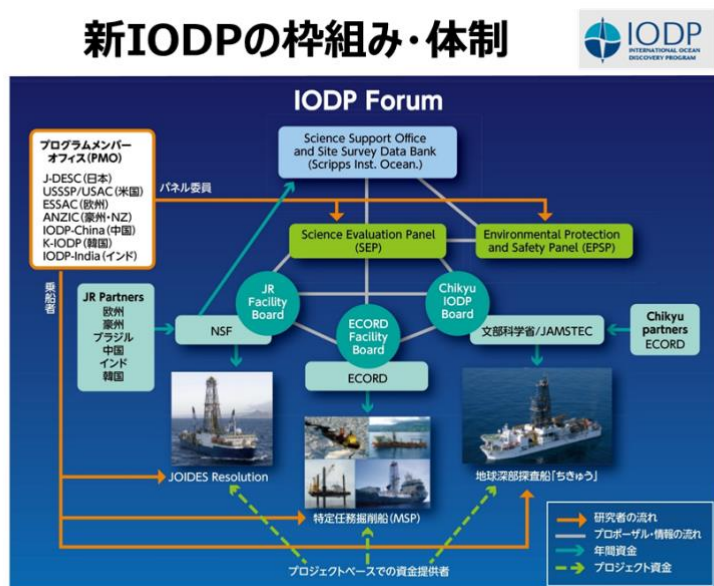 新IODPの枠組み・体制
IODP
INTERNATIONAL OCEAN
DISCOVERY PROGRAM
IODP Forum
プログラムメンバー
オフィス(PMO)
J-DESC(日本)
USSSP/USAC(米国)
ESSAC(欧州)
ANZIC(豪州・NZ)
IODP-China(中国)
K-IODP(韓国)
IODP-India(インド)
パネル委員
Science Support Office
and Site Survey Data Bank
(Scripps Inst. Ocean.)
Science Evaluation Panel
(SEP)
Environmental Protection
and Safety Panel (EPSP)
乗船者
JR Partners
欧州
豪州
ブラジル
中国
インド
韓国
NSF
JR
Facility
Board
ECORD
Facility
Board
Chikyu
IODP
Board
ECORD
文部科学省/JAMSTEC
Chikyu
partners
ECORD
JOIDES Resolution
特定任務掘削船(MSP)
地球深部探査船「ちきゅう」
プロジェクトベースでの資金提供者
研究者の流れ
プロポーザル・情報の流れ
年間資金
プロジェクト資金